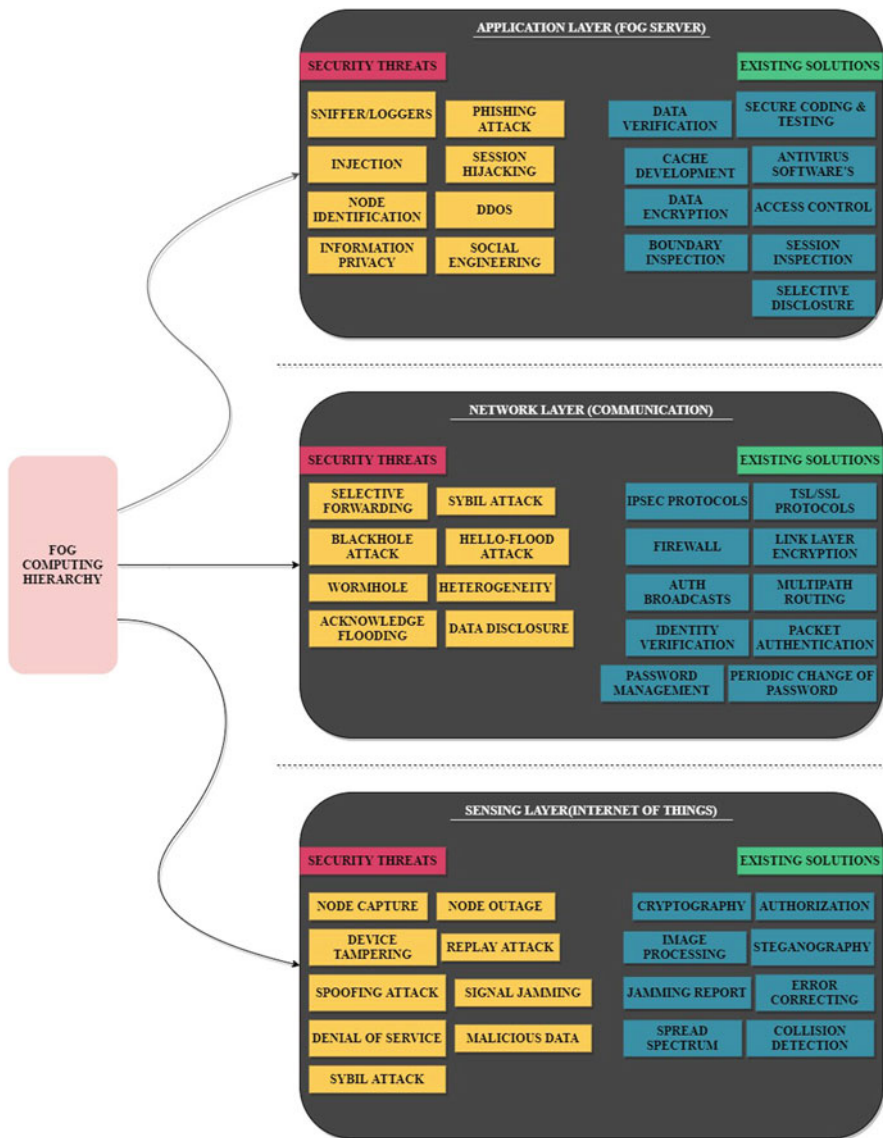 FOG
COMPUTING
HIERARCHY
APPLICATION LAYER (FOG SERVER)
SECURITY THREATS
SNIFFER/LOGGERS
PHISHING
ATTACK
INJECTION
SESSION
HIJACKING
NODE
IDENTIFICATION
DDOS
INFORMATION
PRIVACY
SOCIAL
ENGINEERING
EXISTING SOLUTIONS
DATA
VERIFICATION
SECURE CODING &
TESTING
CACHE
DEVELOPMENT
ANTIVIRUS
SOFTWARE'S
DATA
ENCRYPTION
ACCESS CONTROL
BOUNDARY
INSPECTION
SESSION
INSPECTION
SELECTIVE
DISCLOSURE
NETWORK LAYER (COMMUNICATION)
SECURITY THREATS
SELECTIVE
FORWARDING
SYBIL ATTACK
BLACKHOLE
ATTACK
HELLO-FLOOD
ATTACK
WORMHOLE
HETEROGENEITY
ACKNOWLEDGE
FLOODING
DATA DISCLOSURE
EXISTING SOLUTIONS
IPSEC PROTOCOLS
TSL/SSL
PROTOCOLS
FIREWALL
LINK LAYER
ENCRYPTION
AUTH
BROADCASTS
MULTIPATH
ROUTING
IDENTITY
VERIFICATION
PACKET
AUTHENTICATION
PASSWORD
MANAGEMENT
PERIODIC CHANGE OF
PASSWORD
SENSING LAYER(INTERNET OF THINGS)
SECURITY THREATS
NODE CAPTURE
NODE OUTAGE
DEVICE
TAMPERING
REPLAY ATTACK
SPOOFING ATTACK
SIGNAL JAMMING
DENIAL OF SERVICE
MALICIOUS DATA
SYBIL ATTACK
EXISTING SOLUTIONS
CRYPTOGRAPHY
AUTHORIZATION
IMAGE
PROCESSING
STEGANOGRAPHY
JAMMING REPORT
ERROR
CORRECTING
SPREAD
SPECTRUM
COLLISION
DETECTION